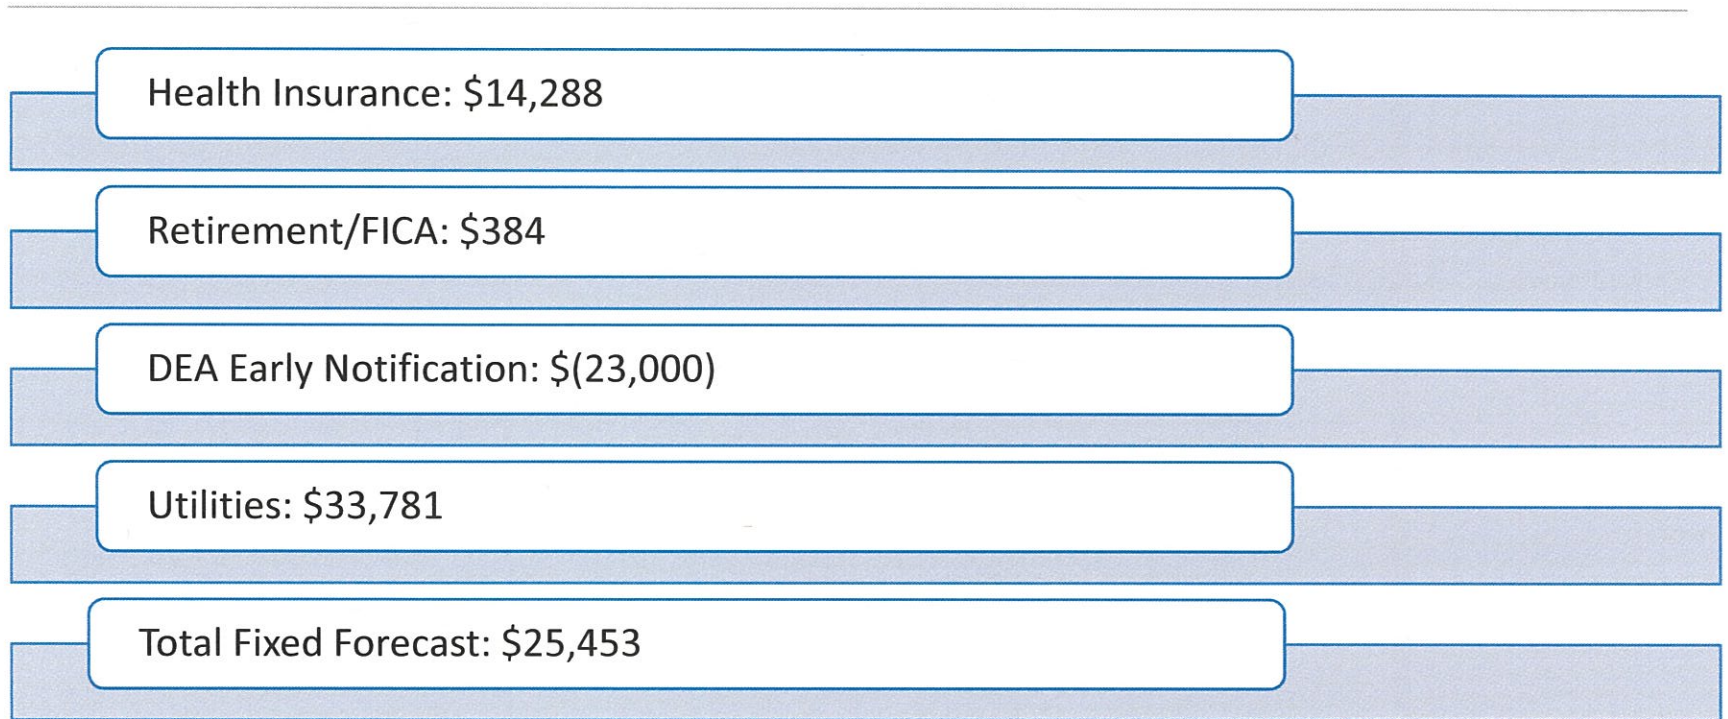 Health Insurance: $14,288
Retirement/FICA: $384
DEA Early Notification: $(23,000)
Utilities: $33,781
Total Fixed Forecast: $25,453